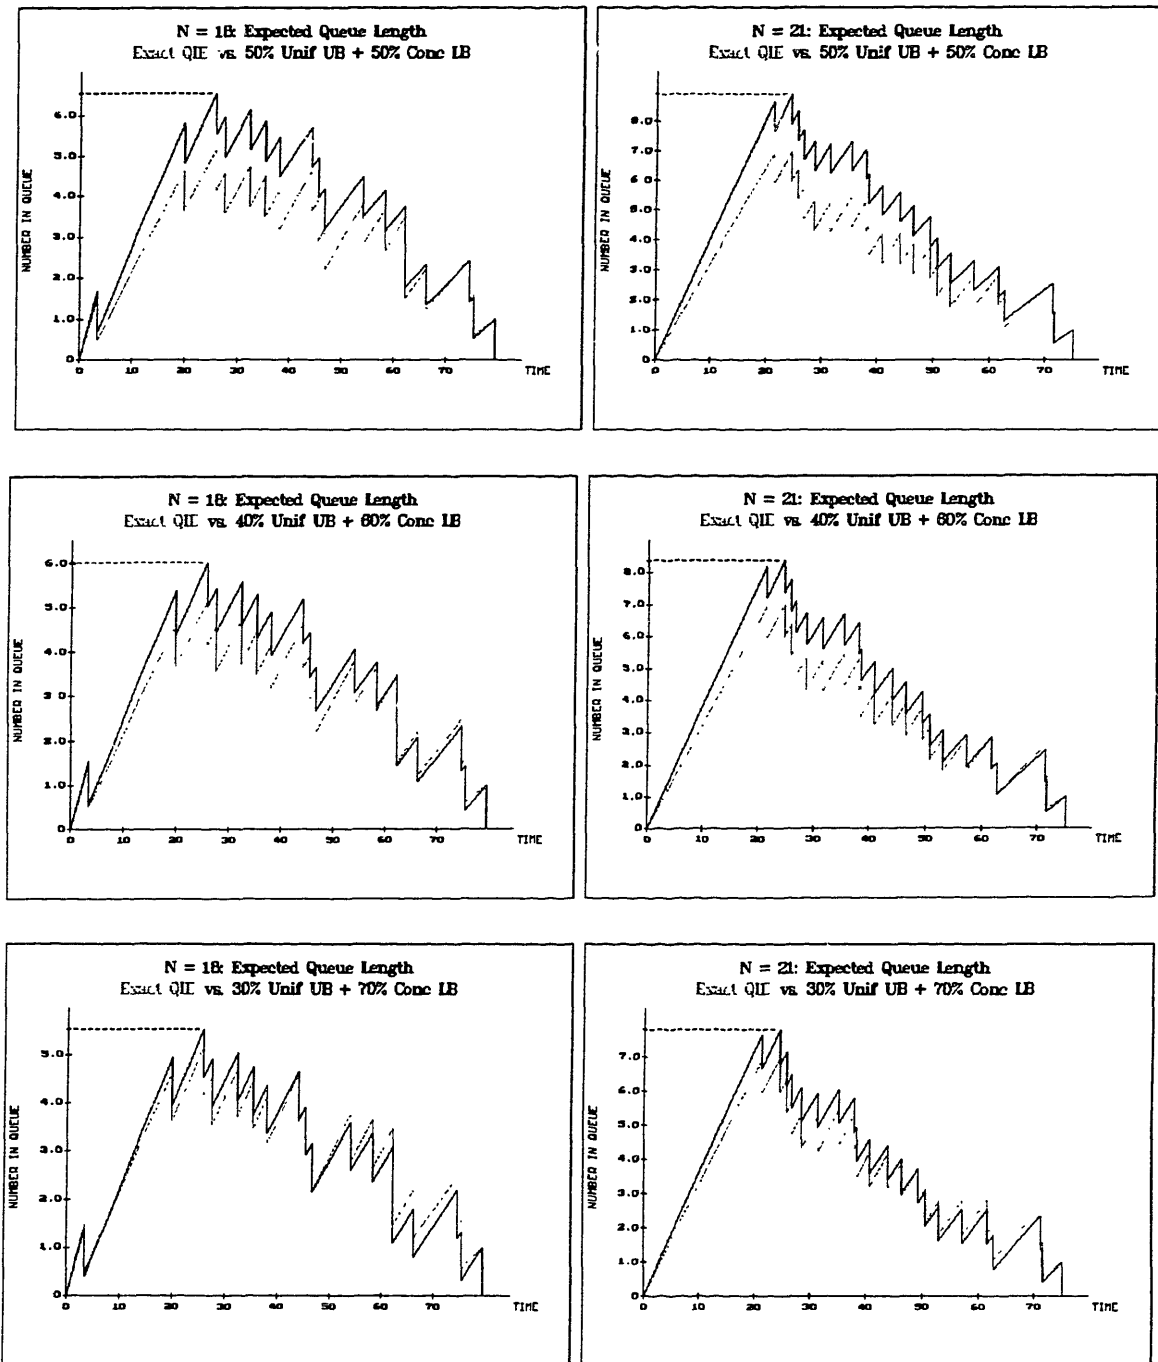 N = 18: Expected Queue Length
Exact QIE vs. 50% Unif UB + 50% Conc LB
6.0
5.0
4.0
3.0
2.0
1.0
0
NUMBER IN QUEUE
0 10 20 30 40 50 60 70 TIME
N = 21: Expected Queue Length
Exact QIE vs. 50% Unif UB + 50% Conc LB
8.0
7.0
6.0
5.0
4.0
3.0
2.0
1.0
0
NUMBER IN QUEUE
0 10 20 30 40 50 60 70 TIME
N = 18: Expected Queue Length
Exact QIE vs. 40% Unif UB + 60% Conc LB
6.0
5.0
4.0
3.0
2.0
1.0
0
NUMBER IN QUEUE
0 10 20 30 40 50 60 70 TIME
N = 21: Expected Queue Length
Exact QIE vs. 40% Unif UB + 60% Conc LB
8.0
7.0
6.0
5.0
4.0
3.0
2.0
1.0
0
NUMBER IN QUEUE
0 10 20 30 40 50 60 70 TIME
N = 18: Expected Queue Length
Exact QIE vs. 30% Unif UB + 70% Conc LB
5.0
4.0
3.0
2.0
1.0
0
NUMBER IN QUEUE
0 10 20 30 40 50 60 70 TIME
N = 21: Expected Queue Length
Exact QIE vs. 30% Unif UB + 70% Conc LB
7.0
6.0
5.0
4.0
3.0
2.0
1.0
0
NUMBER IN QUEUE
0 10 20 30 40 50 60 70 TIME